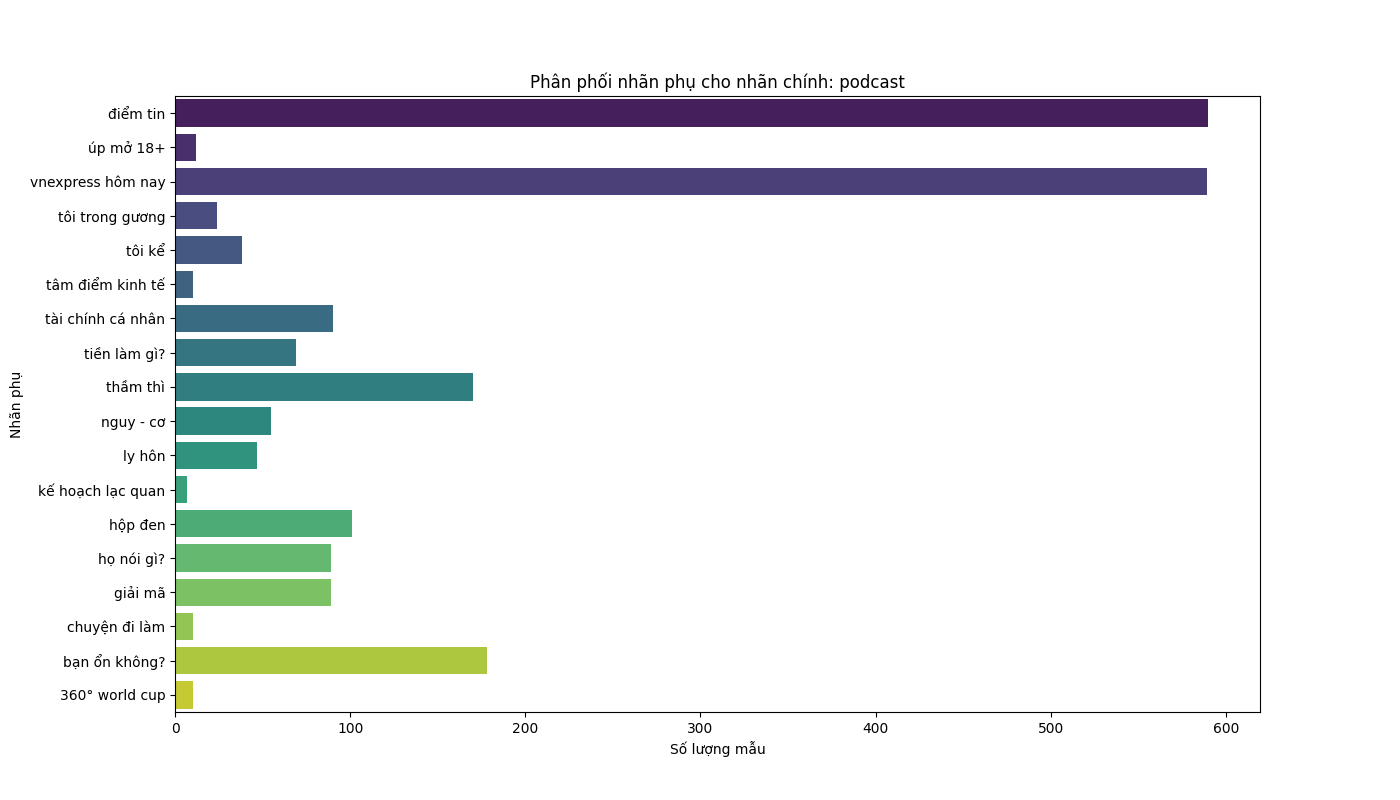 Phân phối nhãn phụ cho nhãn chính: podcast
Nhãn phụ
điểm tin
úp mở 18+
vnexpress hôm nay
tôi trong gương
tôi kể
tâm điểm kinh tế
tài chính cá nhân
tiền làm gì?
thầm thì
nguy - cơ
ly hôn
kế hoạch lạc quan
hộp đen
họ nói gì?
giải mã
chuyện đi làm
bạn ổn không?
360° world cup
0 100 200 300 400 500 600
Số lượng mẫu